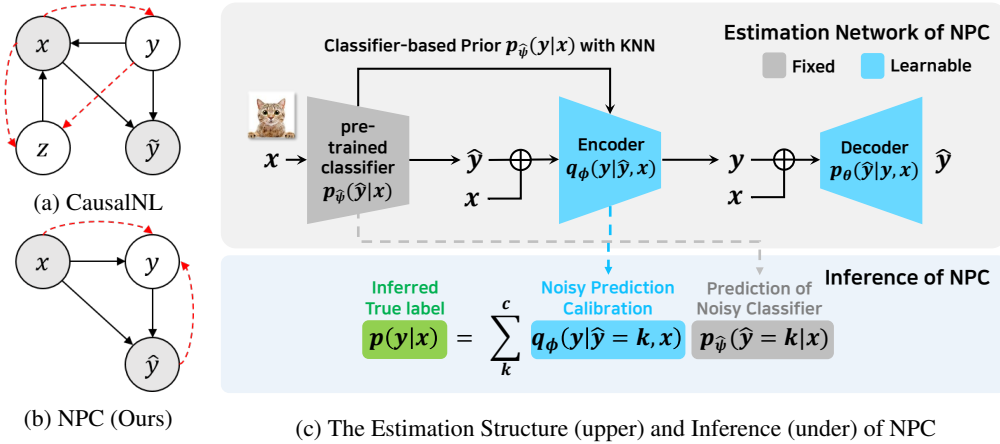 x
y
z
ỹ
(a) CausalNL
x
y
ŷ
(b) NPC (Ours)
Classifier-based Prior p_ψ̂(y|x) with KNN
Estimation Network of NPC
Fixed
Learnable
x
pre-
trained
classifier
p_ψ̂(ŷ|x)
ŷ
x
Encoder
q_ϕ(y|ŷ, x)
y
x
Decoder
p_θ(ŷ|y, x)
ŷ
Inference of NPC
Inferred
True label
Noisy Prediction
Calibration
Prediction of
Noisy Classifier
p(y|x) = ∑_k^c q_ϕ(y|ŷ = k, x) p_ψ̂(ŷ = k|x)
(c) The Estimation Structure (upper) and Inference (under) of NPC